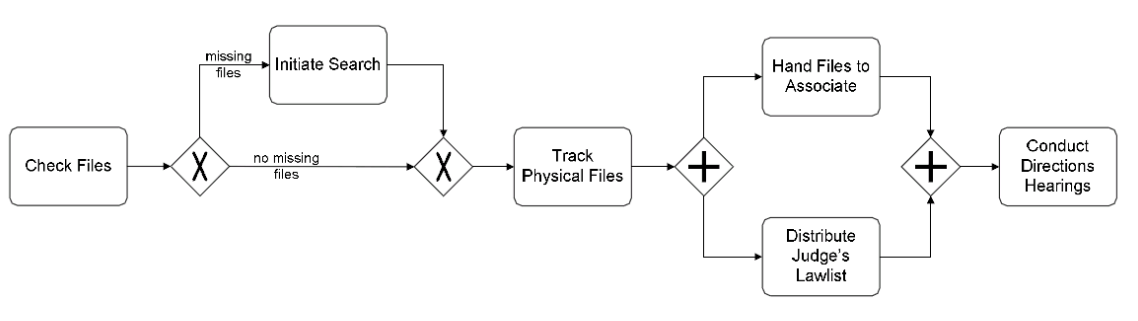 missing
files
Initiate Search
Hand Files to
Associate
Check Files
X
no missing
files
X
Track
Physical Files
+
+
Conduct
Directions
Hearings
Distribute
Judge's
Lawlist